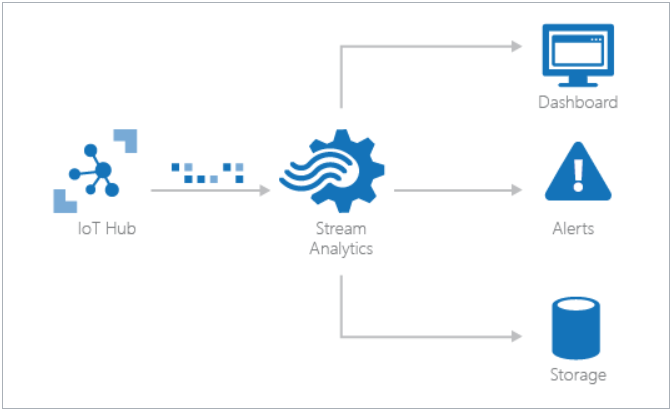 Dashboard
IoT Hub
Stream
Analytics
Alerts
Storage